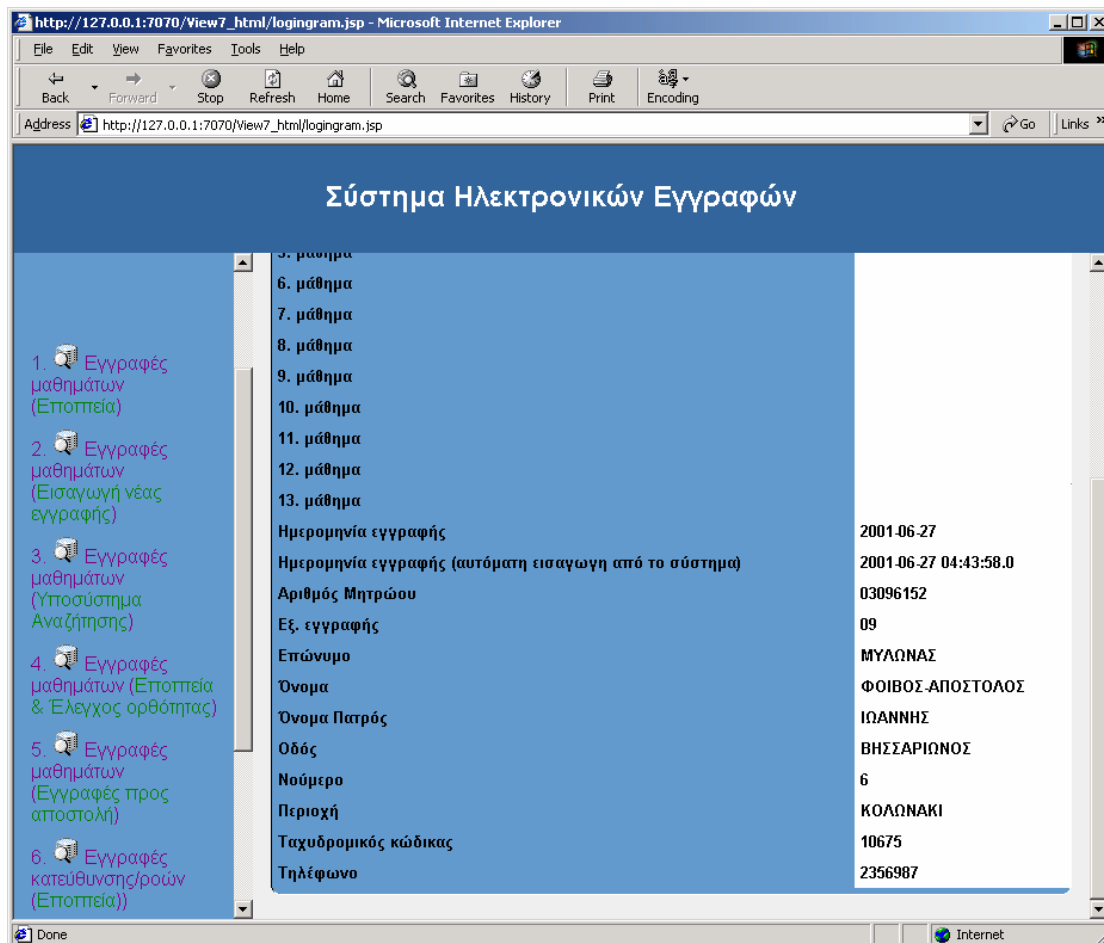 http://127.0.0.1:7070/View7_html/logingram.jsp - Microsoft Internet Explorer
File Edit View Favorites Tools Help
Back Forward Stop Refresh Home Search Favorites History Print Encoding
Address http://127.0.0.1:7070/View7_html/logingram.jsp Go Links »
Σύστημα Ηλεκτρονικών Εγγραφών
1. Εγγραφές
μαθημάτων
(Εποπτεία)
2. Εγγραφές
μαθημάτων
(Εισαγωγή νέας
εγγραφής)
3. Εγγραφές
μαθημάτων
(Υποσύστημα
Αναζήτησης)
4. Εγγραφές
μαθημάτων (Εποπτεία
& Έλεγχος ορθότητας)
5. Εγγραφές
μαθημάτων
(Εγγραφές προς
αποστολή)
6. Εγγραφές
κατεύθυνσης/ροών
(Εποπτεία))
5. μάθημα
6. μάθημα
7. μάθημα
8. μάθημα
9. μάθημα
10. μάθημα
11. μάθημα
12. μάθημα
13. μάθημα
Ημερομηνία εγγραφής 2001-06-27
Ημερομηνία εγγραφής (αυτόματη εισαγωγη από το σύστημα) 2001-06-27 04:43:58.0
Αριθμός Μητρώου 03096152
Εξ. εγγραφής 09
Επώνυμο ΜΥΛΩΝΑΣ
Όνομα ΦΟΙΒΟΣ-ΑΠΟΣΤΟΛΟΣ
Όνομα Πατρός ΙΩΑΝΝΗΣ
Οδός ΒΗΣΣΑΡΙΩΝΟΣ
Νούμερο 6
Περιοχή ΚΟΛΩΝΑΚΙ
Ταχυδρομικός κώδικας 10675
Τηλέφωνο 2356987
Done Internet